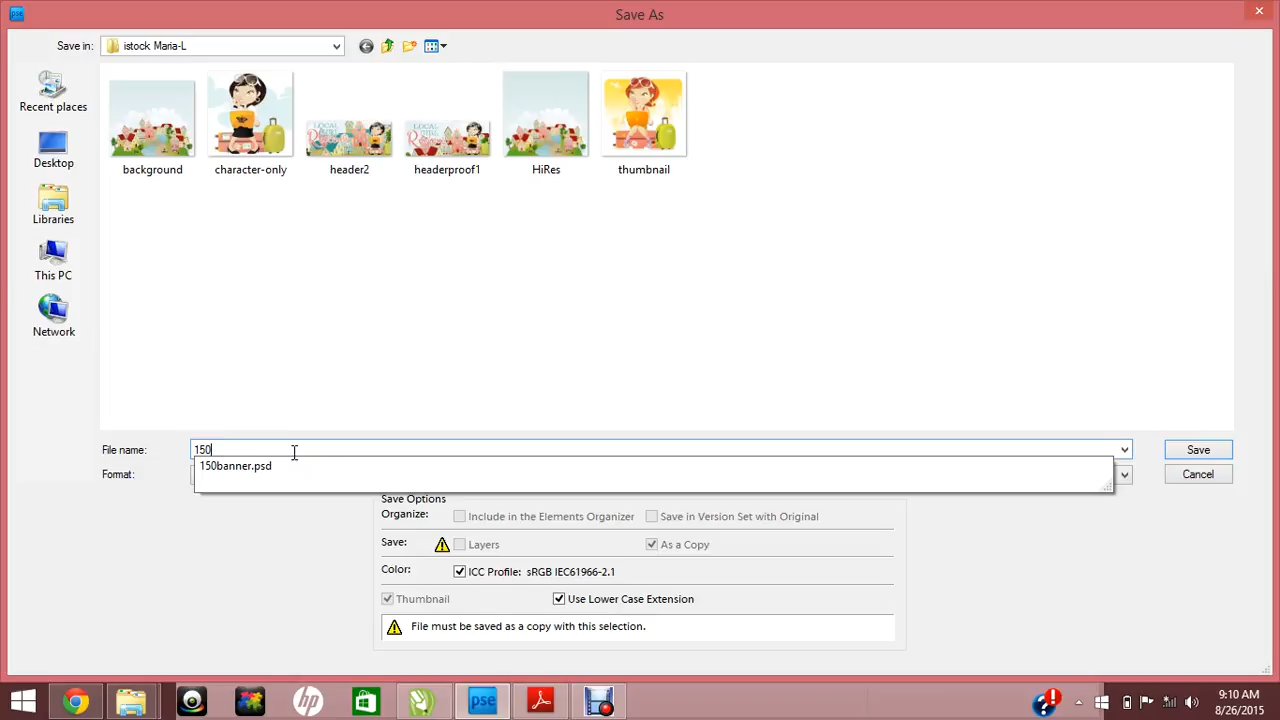 pse
Save As
Save in:
istock Maria-L
Recent places
Desktop
Libraries
This PC
Network
background
character-only
header2
headerproof1
HiRes
thumbnail
File name:
150
Save
150banner.psd
Format:
Cancel
Save Options
Organize:
Include in the Elements Organizer
Save in Version Set with Original
Save:
Layers
As a Copy
Color:
ICC Profile: sRGB IEC61966-2.1
Thumbnail
Use Lower Case Extension
File must be saved as a copy with this selection.
hp
pse
9:10 AM
8/26/2015